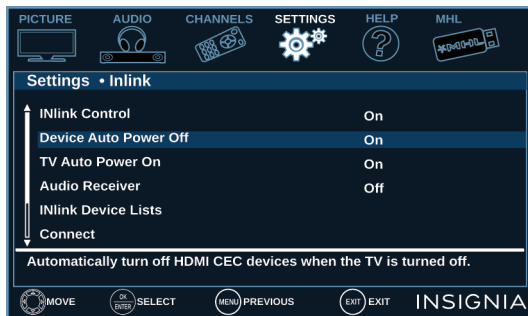 PICTURE AUDIO CHANNELS SETTINGS HELP MHL
MHL
Settings • Inlink
INlink Control On
Device Auto Power Off On
TV Auto Power On On
Audio Receiver Off
INlink Device Lists
Connect
Automatically turn off HDMI CEC devices when the TV is turned off.
MOVE OK ENTER SELECT MENU PREVIOUS EXIT EXIT INSIGNIA